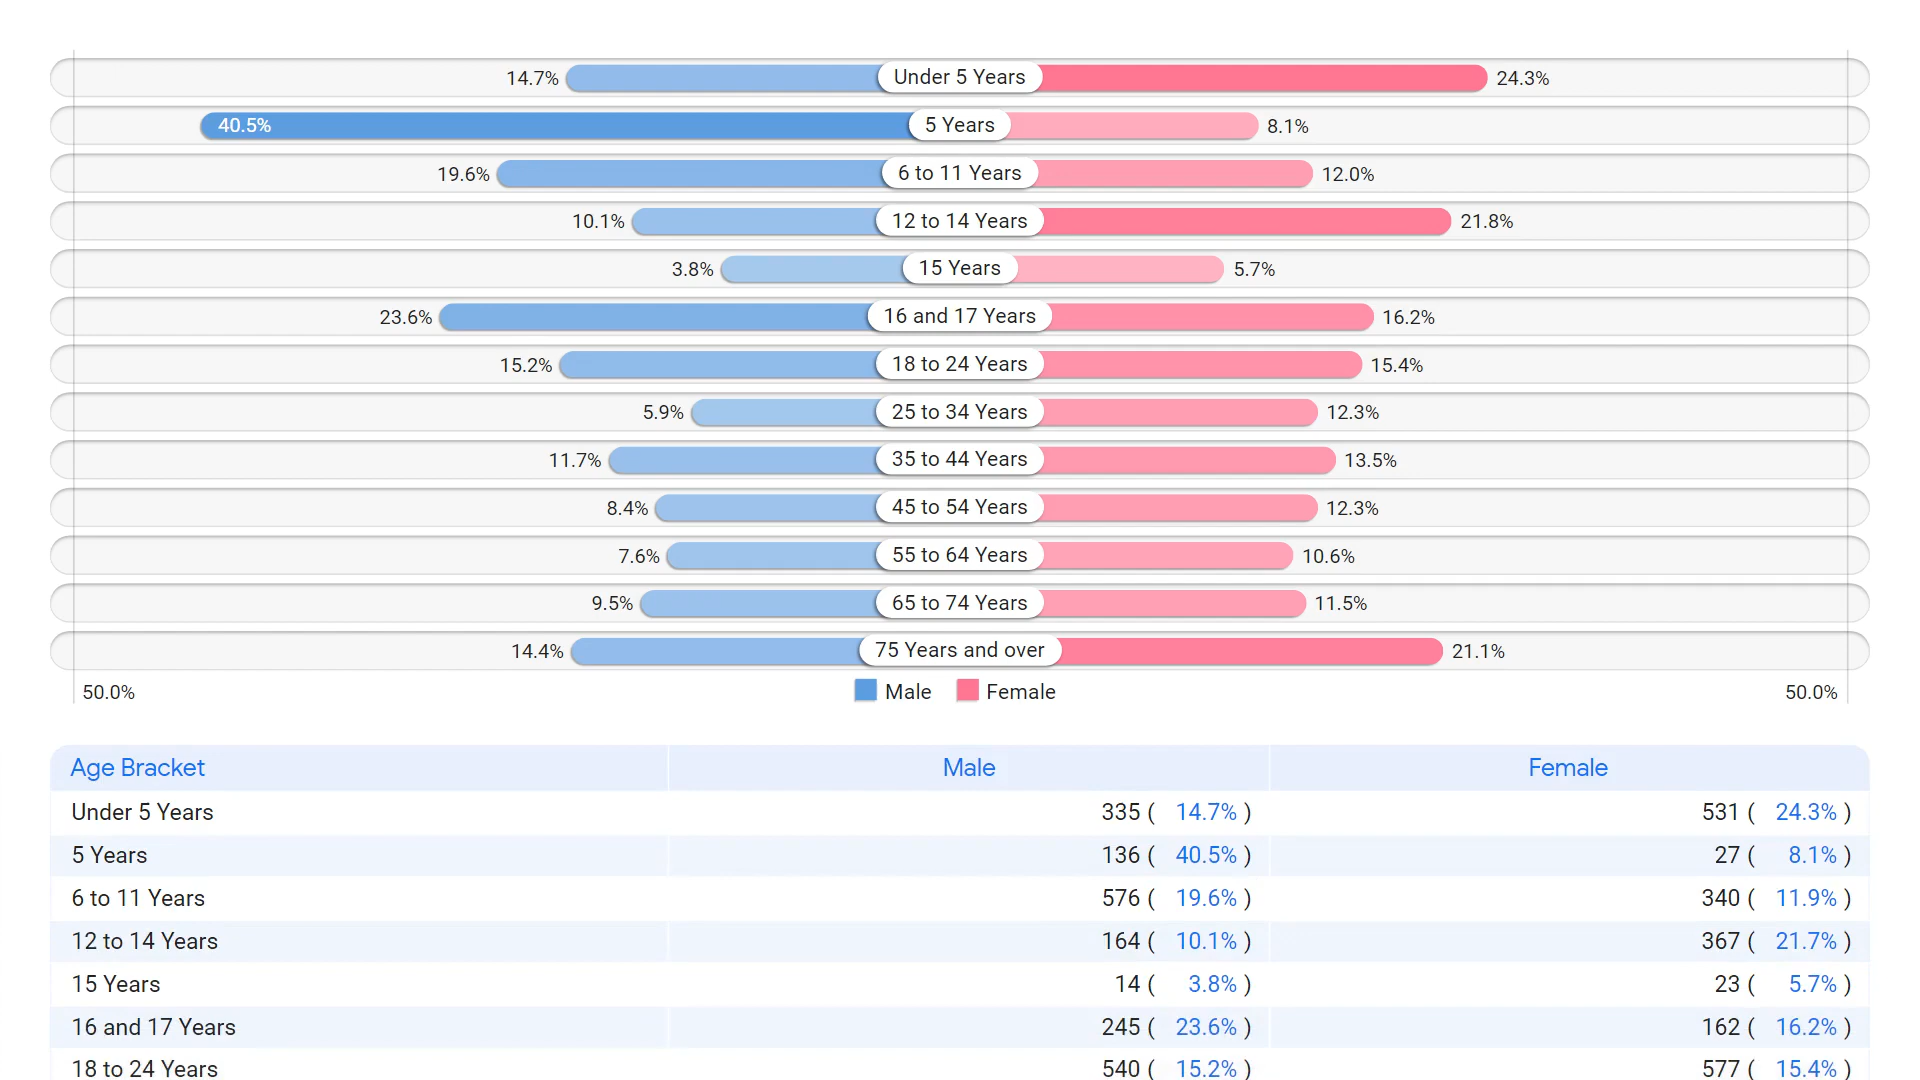 14.7% Under 5 Years 24.3%
40.5% 5 Years 8.1%
19.6% 6 to 11 Years 12.0%
10.1% 12 to 14 Years 21.8%
3.8% 15 Years 5.7%
23.6% 16 and 17 Years 16.2%
15.2% 18 to 24 Years 15.4%
5.9% 25 to 34 Years 12.3%
11.7% 35 to 44 Years 13.5%
8.4% 45 to 54 Years 12.3%
7.6% 55 to 64 Years 10.6%
9.5% 65 to 74 Years 11.5%
14.4% 75 Years and over 21.1%
50.0% Male Female 50.0%
Age Bracket Male Female
Under 5 Years 335 ( 14.7% ) 531 ( 24.3% )
5 Years 136 ( 40.5% ) 27 ( 8.1% )
6 to 11 Years 576 ( 19.6% ) 340 ( 11.9% )
12 to 14 Years 164 ( 10.1% ) 367 ( 21.7% )
15 Years 14 ( 3.8% ) 23 ( 5.7% )
16 and 17 Years 245 ( 23.6% ) 162 ( 16.2% )
18 to 24 Years 540 ( 15.2% ) 577 ( 15.4% )